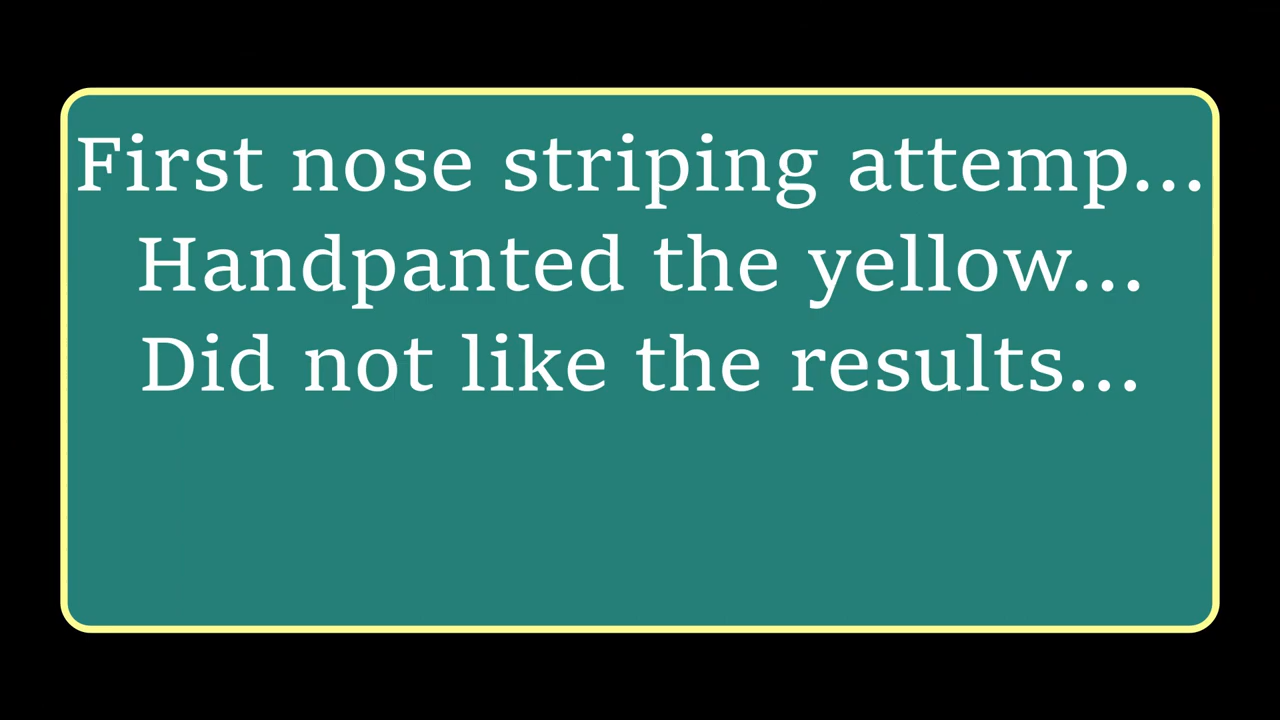 First nose striping attemp...
Handpanted the yellow...
Did not like the results...